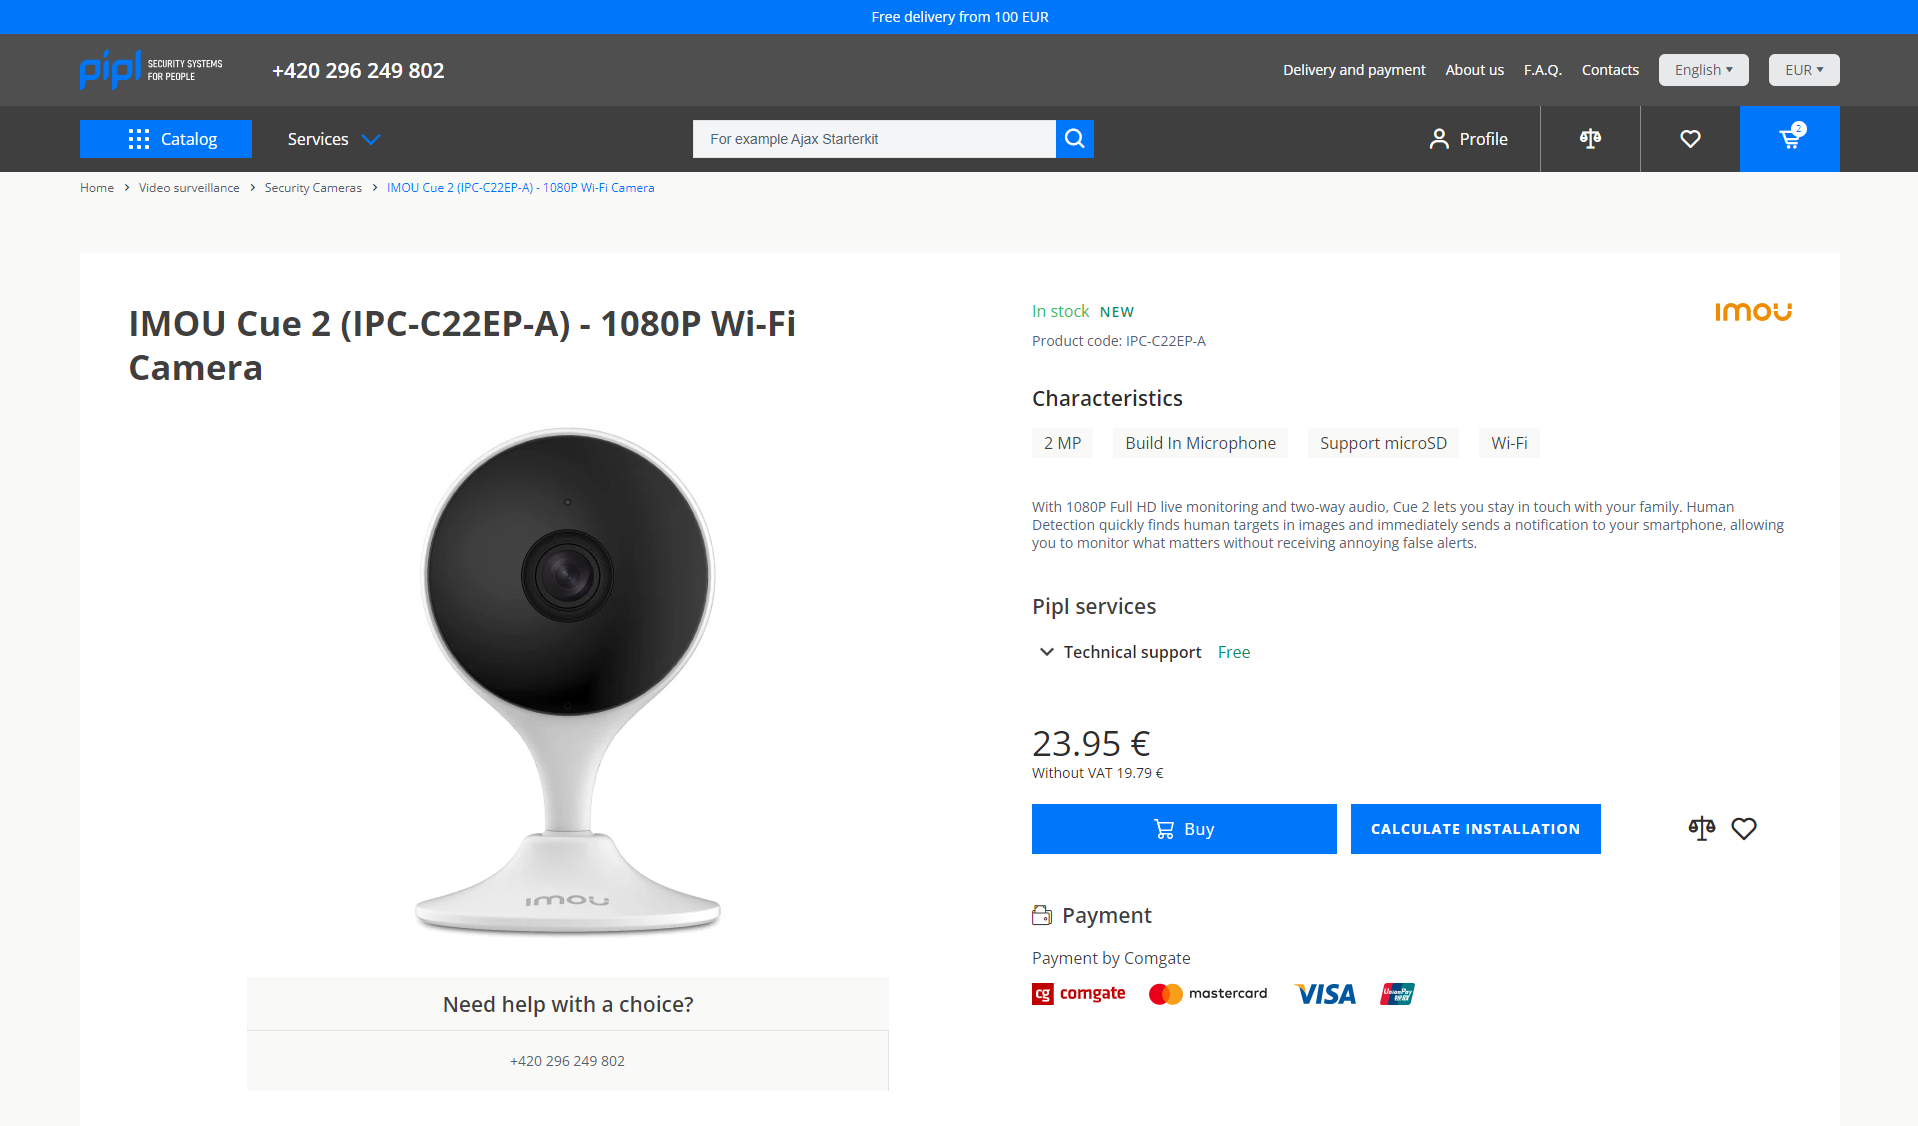 Free delivery from 100 EUR
pipl SECURITY SYSTEMS
FOR PEOPLE
+420 296 249 802
Delivery and payment
About us
F.A.Q.
Contacts
English
EUR
Catalog
Services
For example Ajax Starterkit
Profile
2
Home
Video surveillance
Security Cameras
IMOU Cue 2 (IPC-C22EP-A) - 1080P Wi-Fi Camera
IMOU Cue 2 (IPC-C22EP-A) - 1080P Wi-Fi
Camera
imou
Need help with a choice?
+420 296 249 802
In stock NEW
imou
Product code: IPC-C22EP-A
Characteristics
2 MP
Build In Microphone
Support microSD
Wi-Fi
With 1080P Full HD live monitoring and two-way audio, Cue 2 lets you stay in touch with your family. Human
Detection quickly finds human targets in images and immediately sends a notification to your smartphone, allowing
you to monitor what matters without receiving annoying false alerts.
Pipl services
Technical support Free
23.95 €
Without VAT 19.79 €
Buy
CALCULATE INSTALLATION
Payment
Payment by Comgate
cg comgate
mastercard
VISA
UnionPay
银联